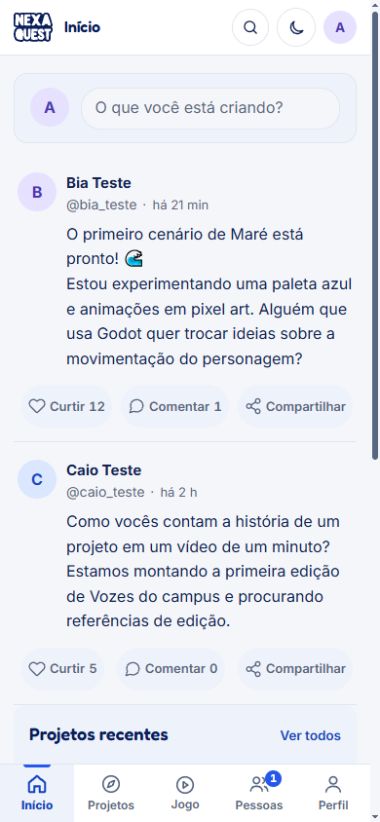 NEXA
QUEST
Início
A
A
O que você está criando?
B
Bia Teste
@bia_teste · há 21 min
O primeiro cenário de Maré está
pronto! 🌊
Estou experimentando uma paleta azul
e animações em pixel art. Alguém que
usa Godot quer trocar ideias sobre a
movimentação do personagem?
Curtir 12
Comentar 1
Compartilhar
C
Caio Teste
@caio_teste · há 2 h
Como vocês contam a história de um
projeto em um vídeo de um minuto?
Estamos montando a primeira edição
de Vozes do campus e procurando
referências de edição.
Curtir 5
Comentar 0
Compartilhar
Projetos recentes
Ver todos
1
Início
Projetos
Jogo
Pessoas
Perfil